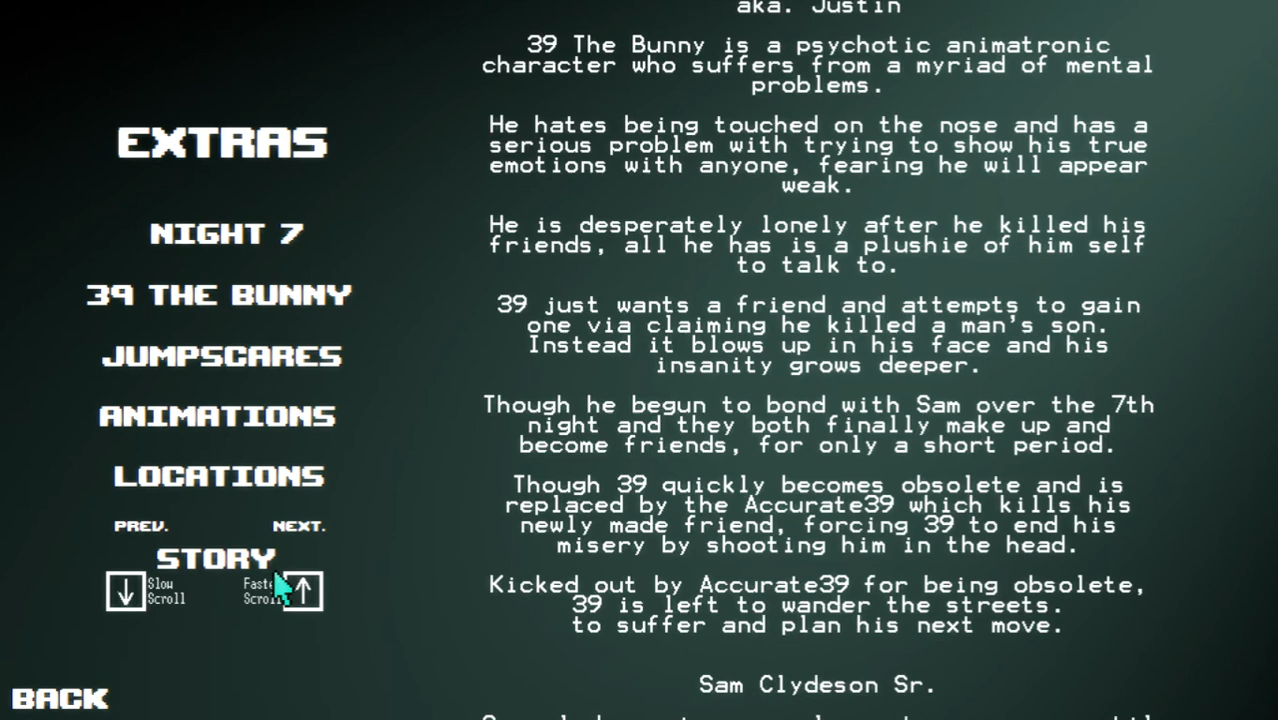 EXTRAS
NIGHT 7
39 THE BUNNY
JUMPSCARES
ANIMATIONS
LOCATIONS
PREV. NEXT.
STORY
Slow
Scroll
Faste
Scrol
BACK
aka. Justin
39 The Bunny is a psychotic animatronic
character who suffers from a myriad of mental
problems.
He hates being touched on the nose and has a
serious problem with trying to show his true
emotions with anyone, fearing he will appear
weak.
He is desperately lonely after he killed his
friends, all he has is a plushie of him self
to talk to.
39 just wants a friend and attempts to gain
one via claiming he killed a man's son.
Instead it blows up in his face and his
insanity grows deeper.
Though he begun to bond with Sam over the 7th
night and they both finally make up and
become friends, for only a short period.
Though 39 quickly becomes obsolete and is
replaced by the Accurate39 which kills his
newly made friend, forcing 39 to end his
misery by shooting him in the head.
Kicked out by Accurate39 for being obsolete,
39 is left to wander the streets.
to suffer and plan his next move.
Sam Clydeson Sr.